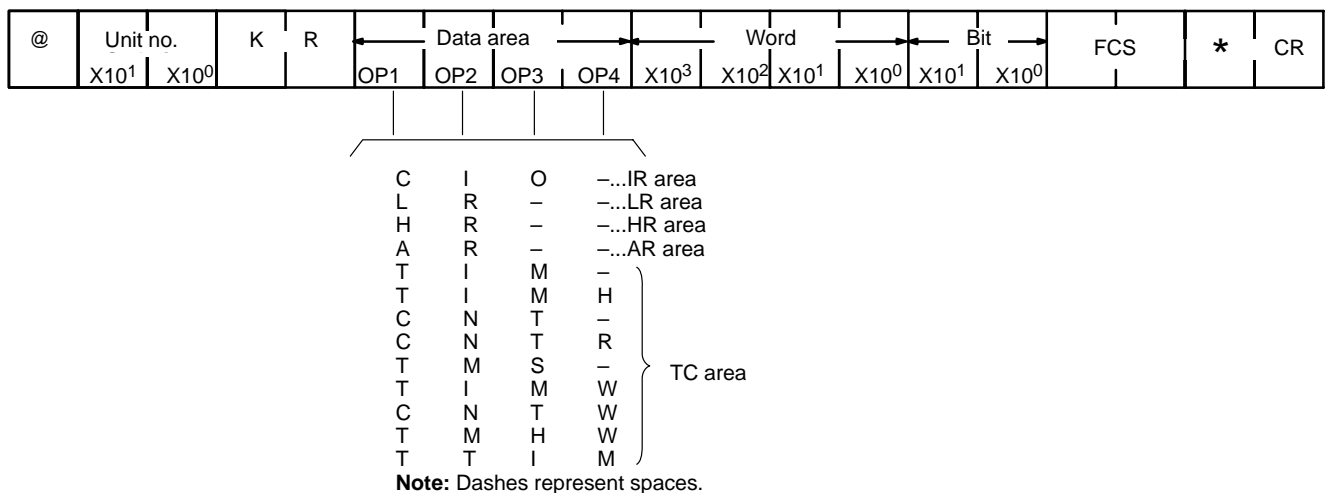 @ Unit no. K R Data area Word Bit FCS * CR
X10¹ X10⁰ OP1 OP2 OP3 OP4 X10³ X10² X10¹ X10⁰ X10¹ X10⁰
C I O –...IR area
L R – –...LR area
H R – –...HR area
A R – –...AR area
T I M –
T I M H
C N T –
C N T R
T M S –
TC area
T I M W
C N T W
T M H W
T T I M
Note: Dashes represent spaces.